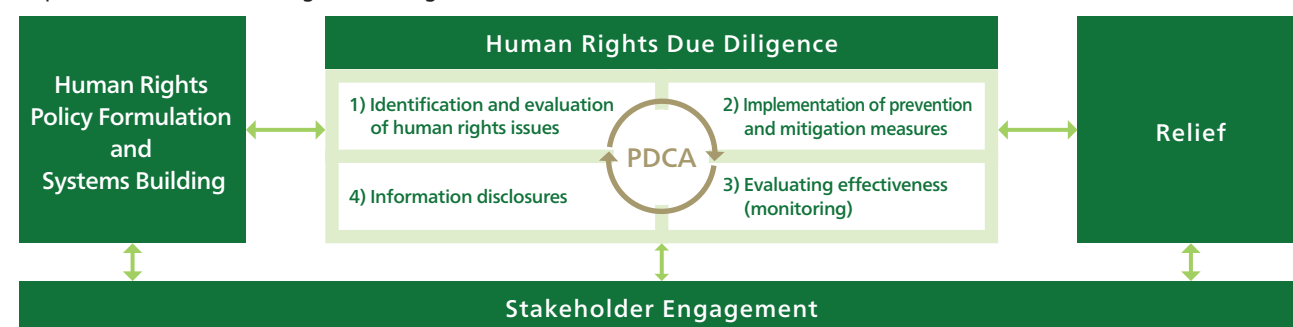 Human Rights
Policy Formulation
and
Systems Building
Human Rights Due Diligence
1) Identification and evaluation
of human rights issues
2) Implementation of prevention
and mitigation measures
PDCA
4) Information disclosures
3) Evaluating effectiveness
(monitoring)
Relief
Stakeholder Engagement